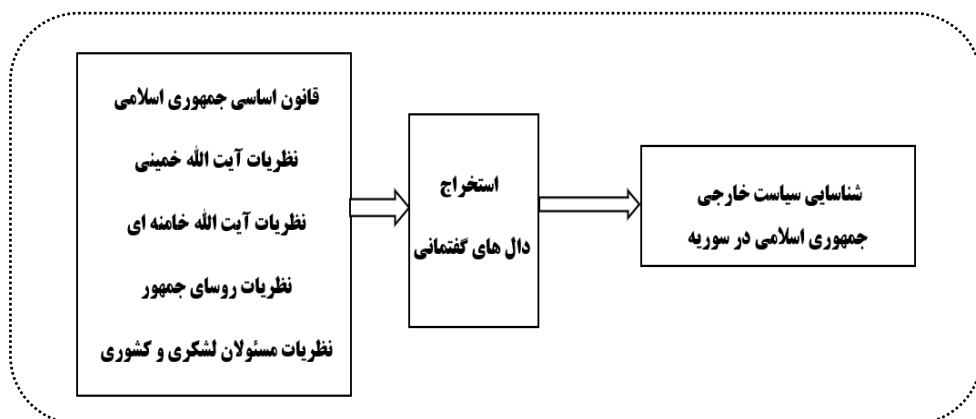 قانون اساسی جمهوری اسلامی
نظریات آیت الله خمینی
نظریات آیت الله خامنه ای
نظریات روسای جمهور
نظریات مسئولان لشکری و کشوری
استخراج
دال های گفتمانی
شناسایی سیاست خارجی
جمهوری اسلامی در سوریه